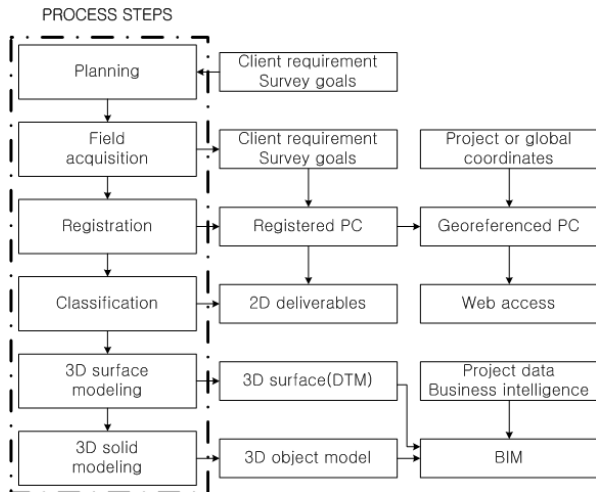 PROCESS STEPS
Planning
Client requirement
Survey goals
Field
acquisition
Client requirement
Survey goals
Project or global
coordinates
Registration
Registered PC
Georeferenced PC
Classification
2D deliverables
Web access
3D surface
modeling
3D surface(DTM)
Project data
Business intelligence
3D solid
modeling
3D object model
BIM